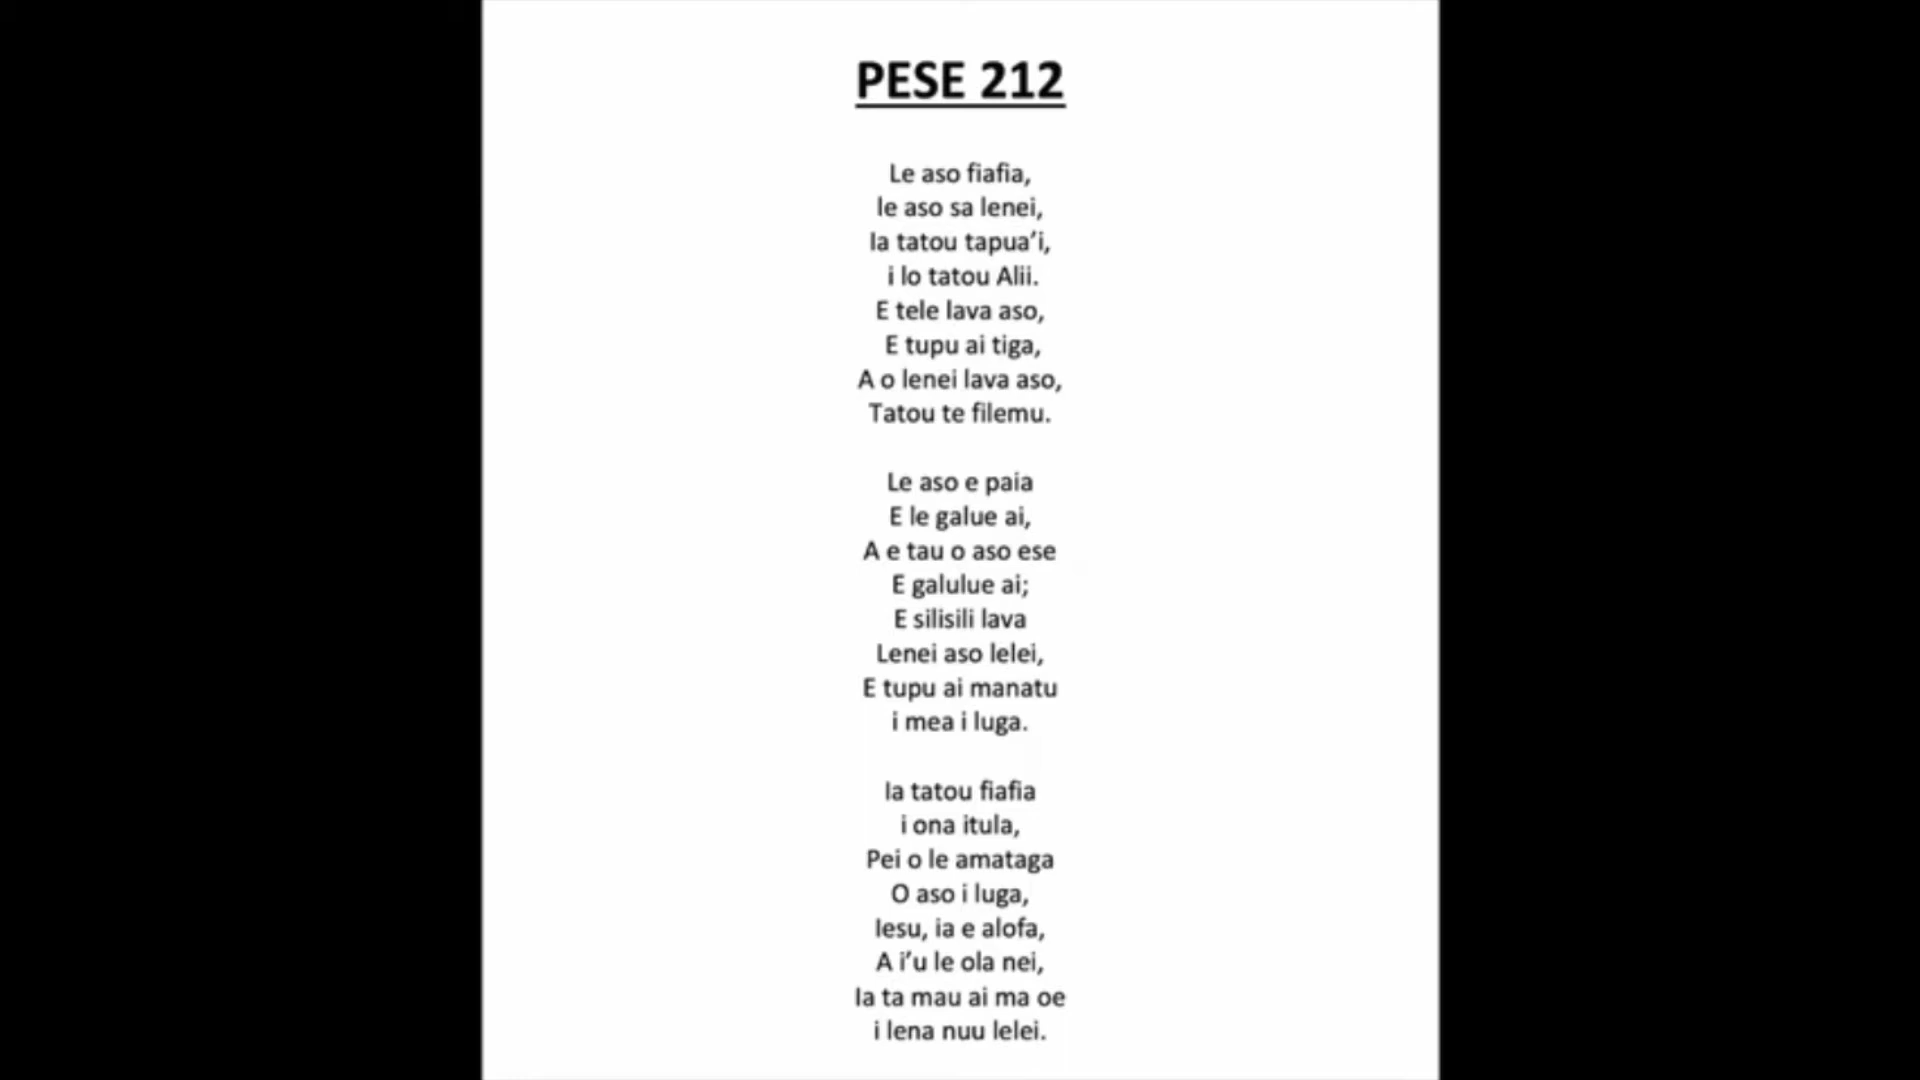 PESE 212
Le aso fiafia,
le aso sa lenei,
Ia tatou tapua’i,
i lo tatou Alii.
E tele lava aso,
E tupu ai tiga,
A o lenei lava aso,
Tatou te filemu.
Le aso e paia
E le galue ai,
A e tau o aso ese
E galulue ai;
E silisili lava
Lenei aso lelei,
E tupu ai manatu
i mea i luga.
Ia tatou fiafia
i ona itula,
Pei o le amataga
O aso i luga,
Iesu, ia e alofa,
A i’u le ola nei,
Ia ta mau ai ma oe
i lena nuu lelei.